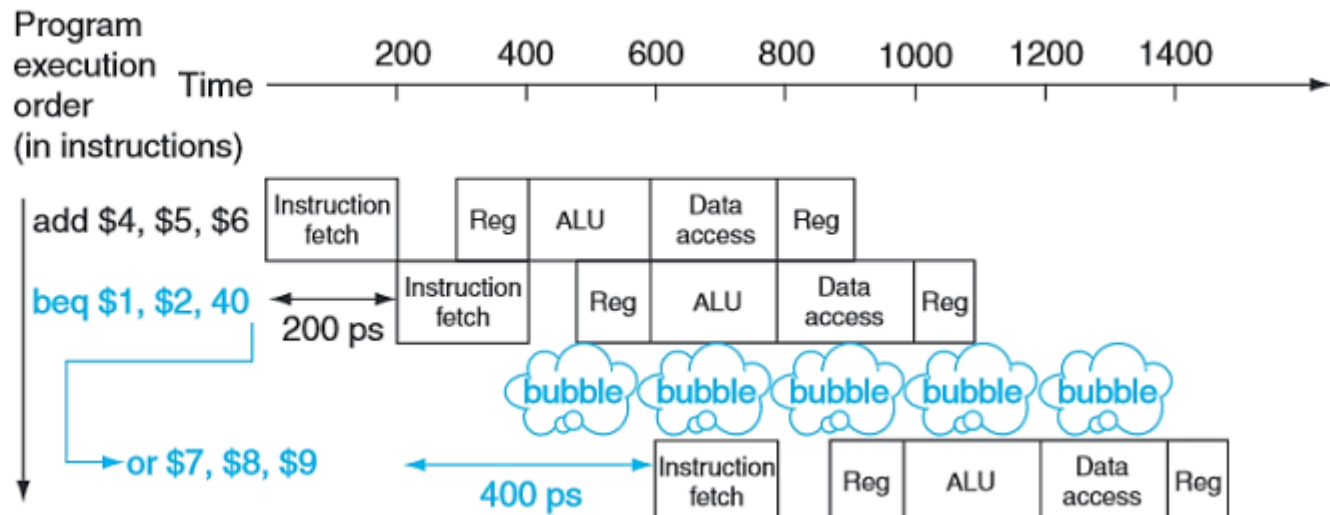 Program
execution
order
(in instructions)
Time
200 400 600 800 1000 1200 1400
add $4, $5, $6
Instruction
fetch
Reg
ALU
Data
access
Reg
beq $1, $2, 40
200 ps
Instruction
fetch
Reg
ALU
Data
access
Reg
bubble bubble bubble bubble bubble
or $7, $8, $9
400 ps
Instruction
fetch
Reg
ALU
Data
access
Reg